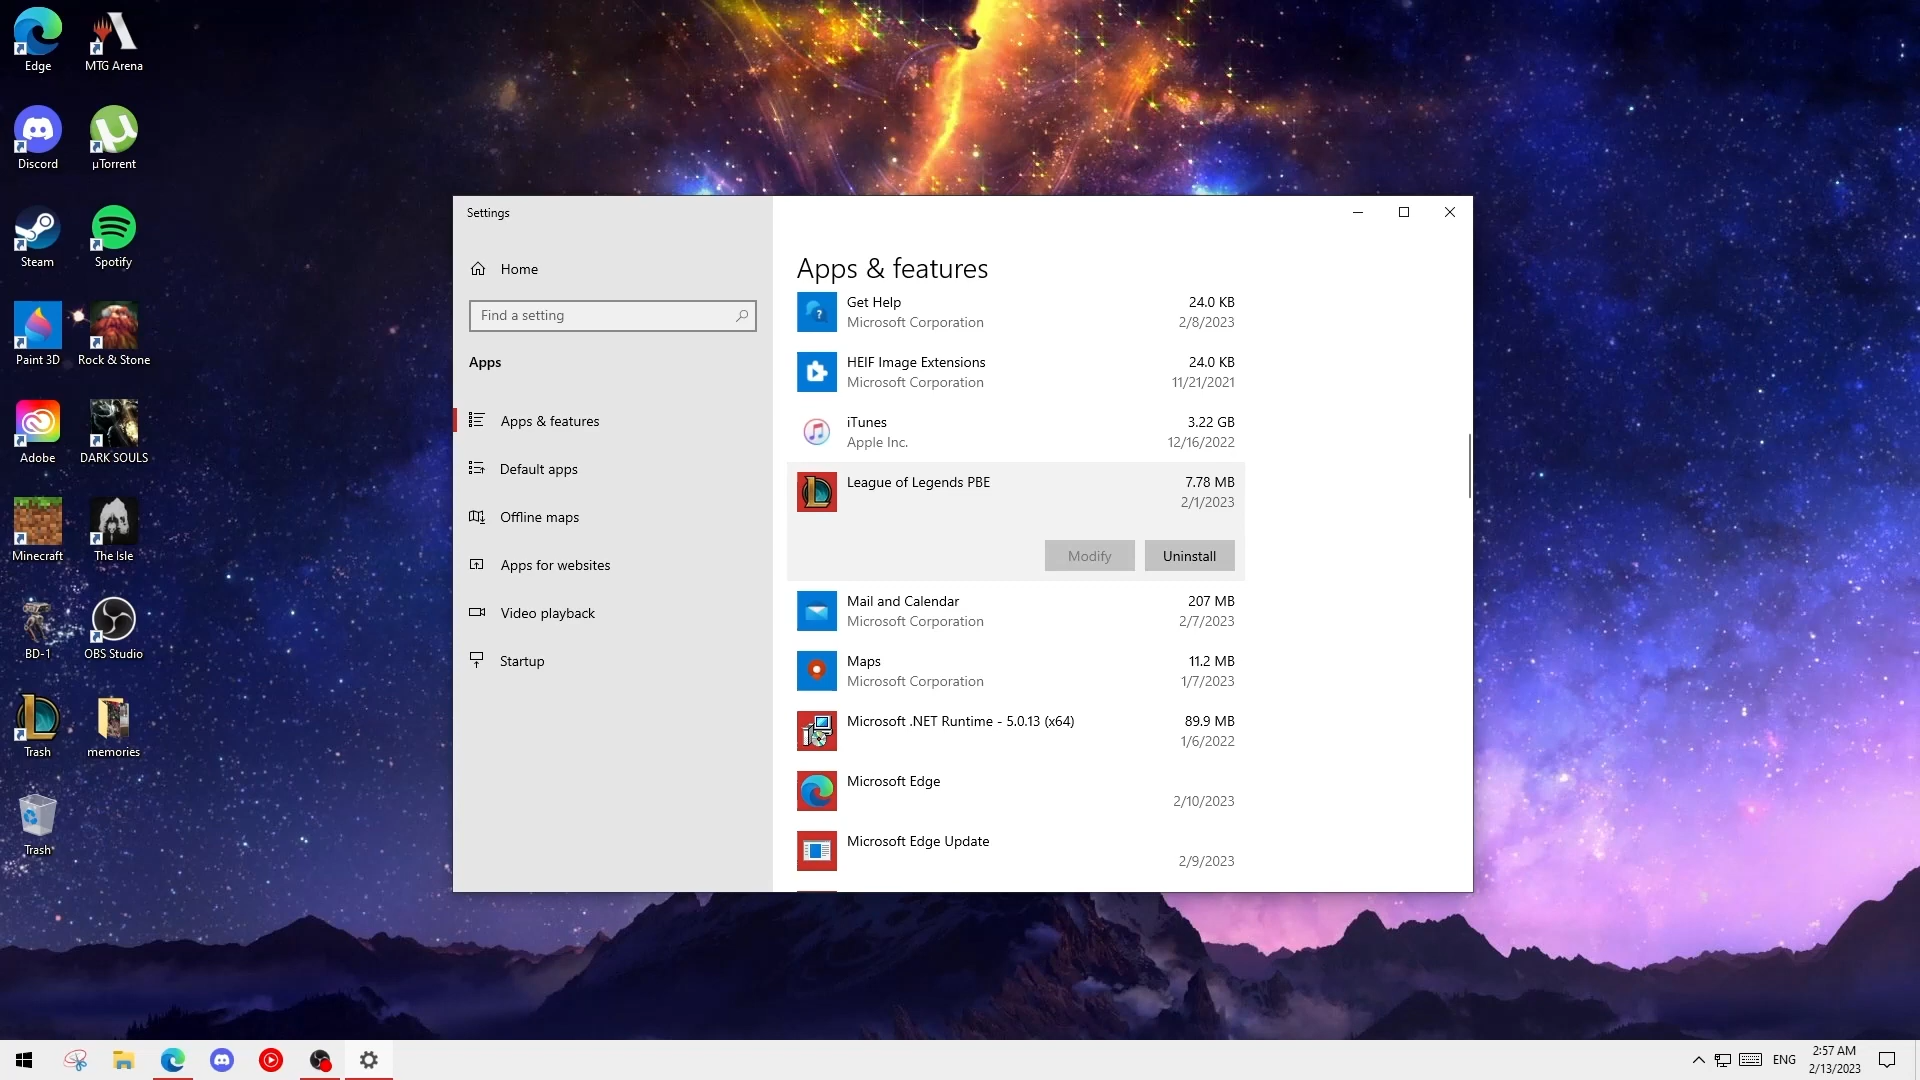 Edge
MTG Arena
Discord
µTorrent
Steam
Spotify
Paint 3D
Rock & Stone
Adobe
DARK SOULS
Minecraft
The Isle
BD-1
OBS Studio
Trash
memories
Trash
Settings
Home
Find a setting
Apps
Apps & features
Default apps
Offline maps
Apps for websites
Video playback
Startup
Apps & features
Get Help
24.0 KB
Microsoft Corporation
2/8/2023
HEIF Image Extensions
24.0 KB
Microsoft Corporation
11/21/2021
iTunes
3.22 GB
Apple Inc.
12/16/2022
League of Legends PBE
7.78 MB
2/1/2023
Modify
Uninstall
Mail and Calendar
207 MB
Microsoft Corporation
2/7/2023
Maps
11.2 MB
Microsoft Corporation
1/7/2023
Microsoft .NET Runtime - 5.0.13 (x64)
89.9 MB
1/6/2022
Microsoft Edge
2/10/2023
Microsoft Edge Update
2/9/2023
ENG
2:57 AM
2/13/2023